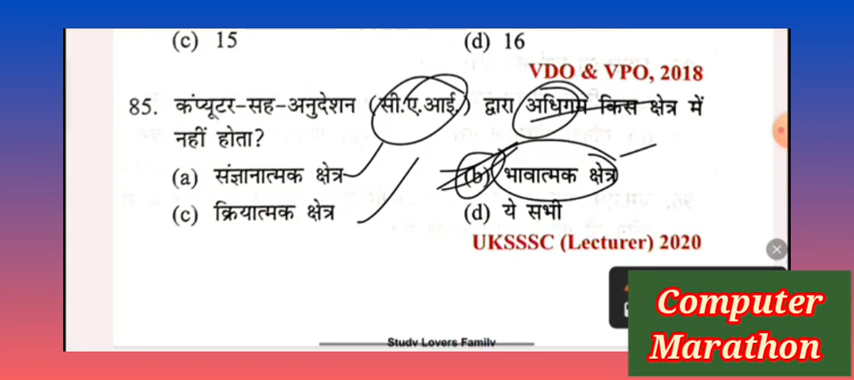 (c) 15 (d) 16
VDO & VPO, 2018
85. कंप्यूटर-सह-अनुदेशन (सी.ए.आई.) द्वारा अधिगम किस क्षेत्र में
नहीं होता?
(a) संज्ञानात्मक क्षेत्र (b) भावात्मक क्षेत्र
(c) क्रियात्मक क्षेत्र (d) ये सभी
UKSSSC (Lecturer) 2020
Study Lovers Family
Computer
Marathon